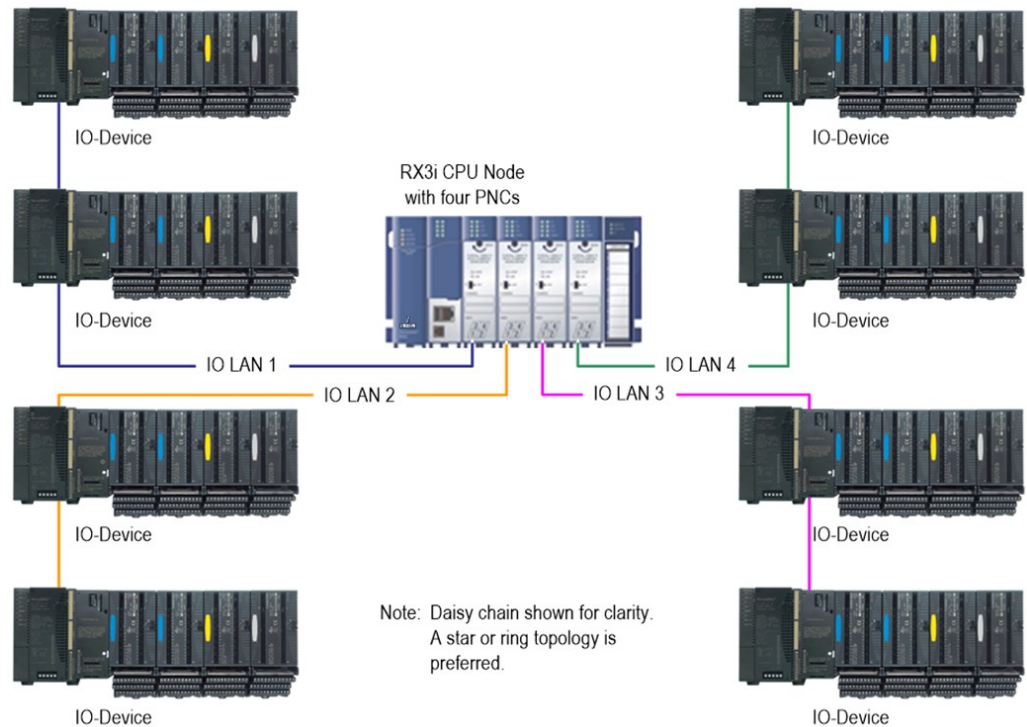 IO-Device
IO-Device
RX3i CPU Node
with four PNCs
IO-Device
IO-Device
IO LAN 1
IO LAN 4
IO LAN 2
IO LAN 3
IO-Device
IO-Device
Note: Daisy chain shown for clarity.
A star or ring topology is
preferred.
IO-Device
IO-Device